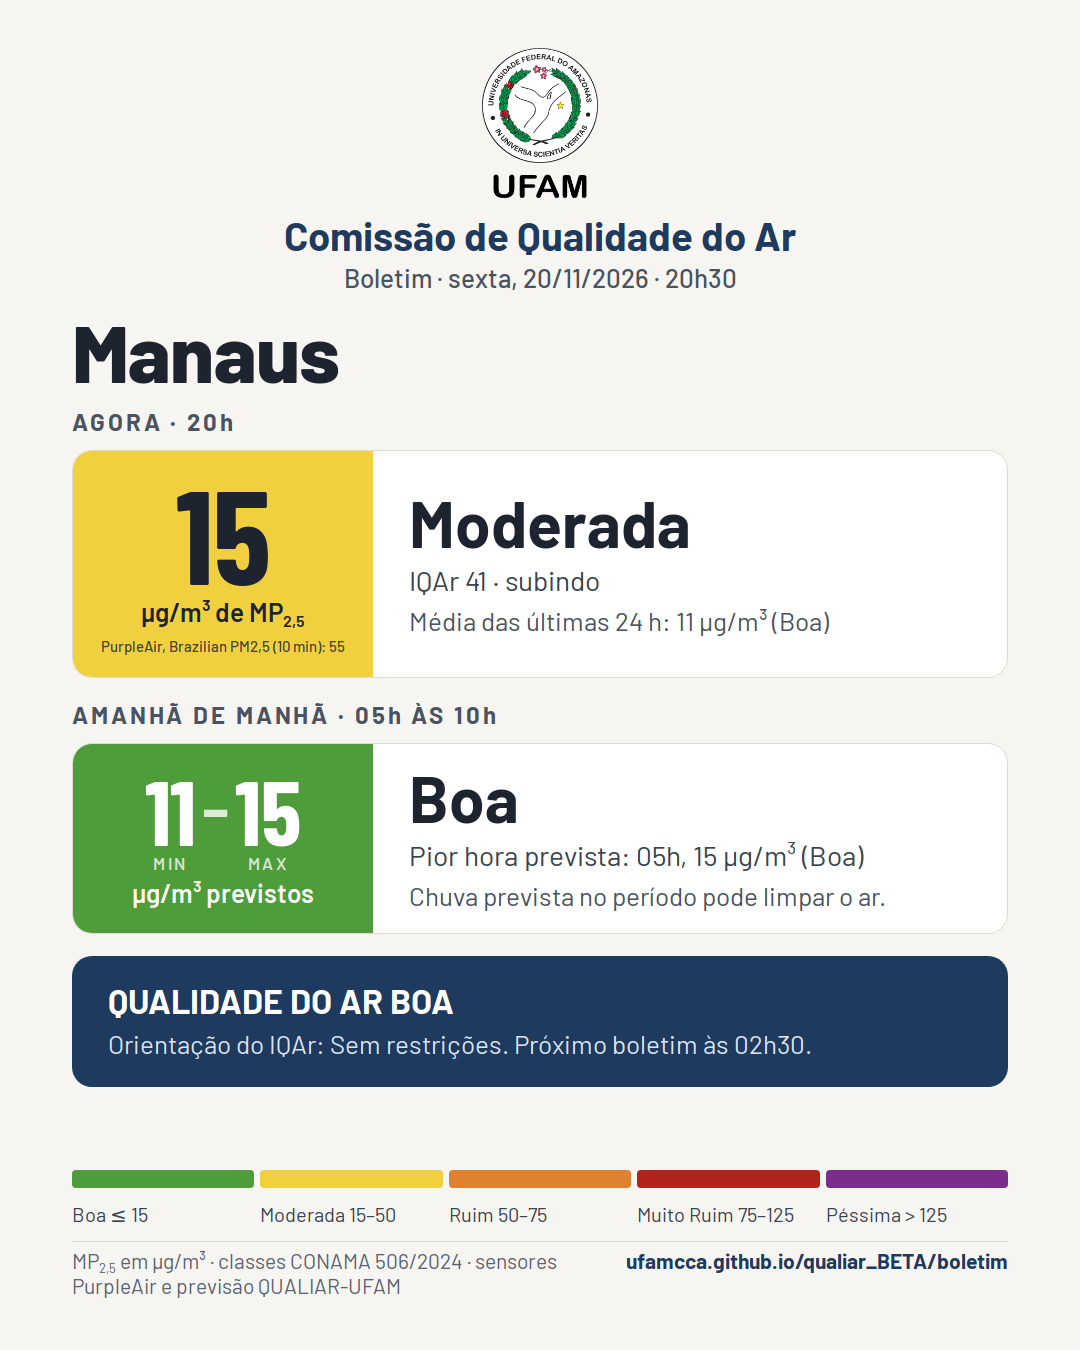 UNIVERSIDADE FEDERAL DO AMAZONAS
IN UNIVERSA SCIENTIA VERITAS
UFAM
Comissão de Qualidade do Ar
Boletim · sexta, 20/11/2026 · 20h30
Manaus
AGORA · 20h
15
µg/m³ de MP2,5
PurpleAir, Brazilian PM2,5 (10 min): 55
Moderada
IQAr 41 · subindo
Média das últimas 24 h: 11 µg/m³ (Boa)
AMANHÃ DE MANHÃ · 05h ÀS 10h
11-15
MIN MAX
µg/m³ previstos
Boa
Pior hora prevista: 05h, 15 µg/m³ (Boa)
Chuva prevista no período pode limpar o ar.
QUALIDADE DO AR BOA
Orientação do IQAr: Sem restrições. Próximo boletim às 02h30.
Boa ≤ 15
Moderada 15–50
Ruim 50–75
Muito Ruim 75–125
Péssima > 125
MP2,5 em µg/m³ · classes CONAMA 506/2024 · sensores
PurpleAir e previsão QUALIAR-UFAM
ufamcca.github.io/qualiar_BETA/boletim